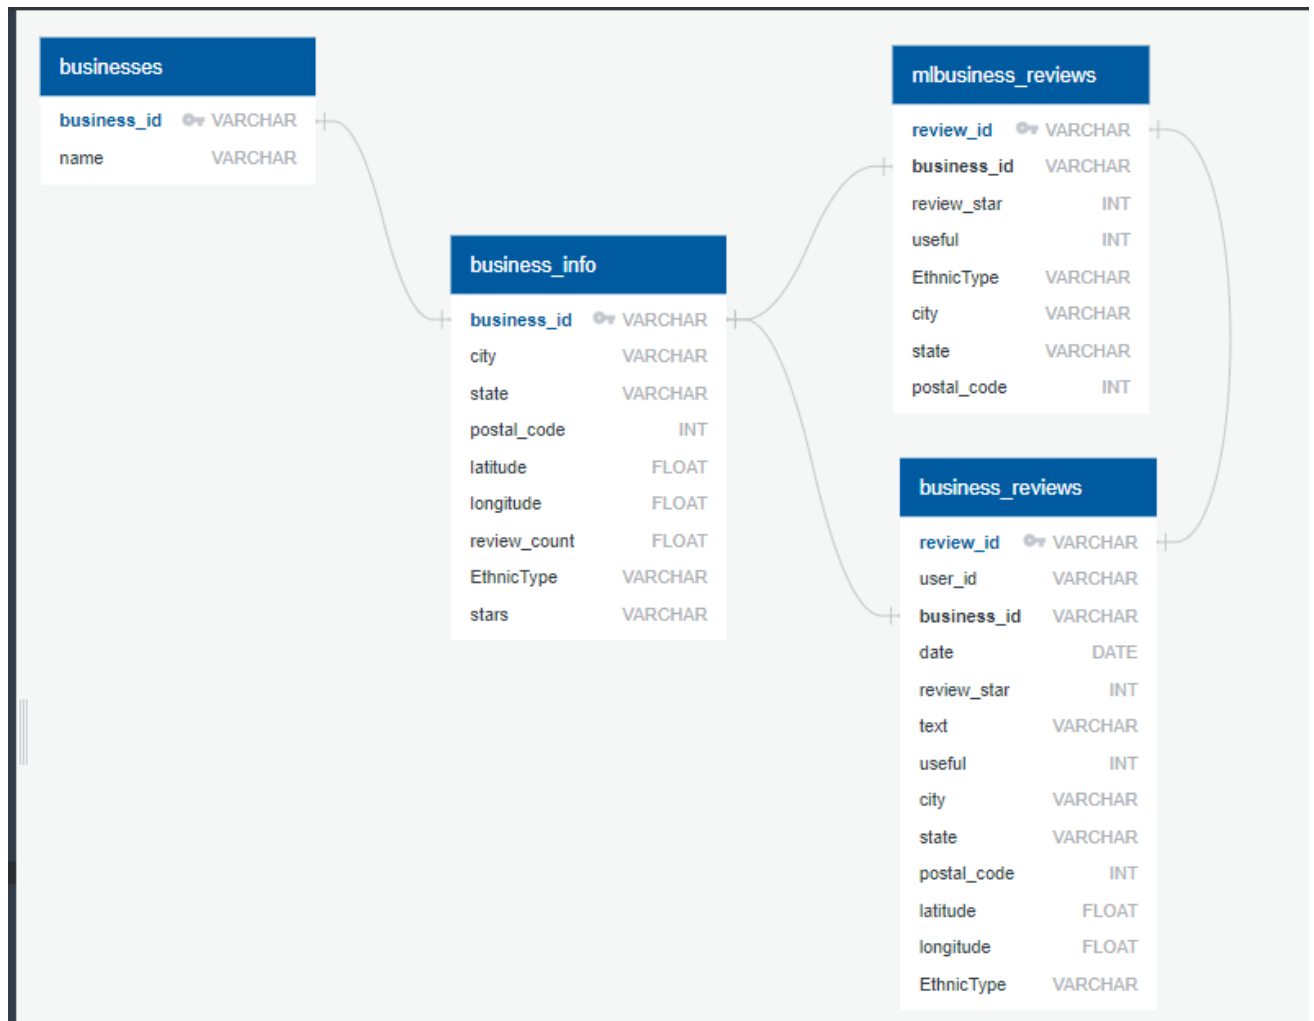 businesses
business_id VARCHAR
name VARCHAR
business_info
business_id VARCHAR
city VARCHAR
state VARCHAR
postal_code INT
latitude FLOAT
longitude FLOAT
review_count FLOAT
EthnicType VARCHAR
stars VARCHAR
mlbusiness_reviews
review_id VARCHAR
business_id VARCHAR
review_star INT
useful INT
EthnicType VARCHAR
city VARCHAR
state VARCHAR
postal_code INT
business_reviews
review_id VARCHAR
user_id VARCHAR
business_id VARCHAR
date DATE
review_star INT
text VARCHAR
useful INT
city VARCHAR
state VARCHAR
postal_code INT
latitude FLOAT
longitude FLOAT
EthnicType VARCHAR